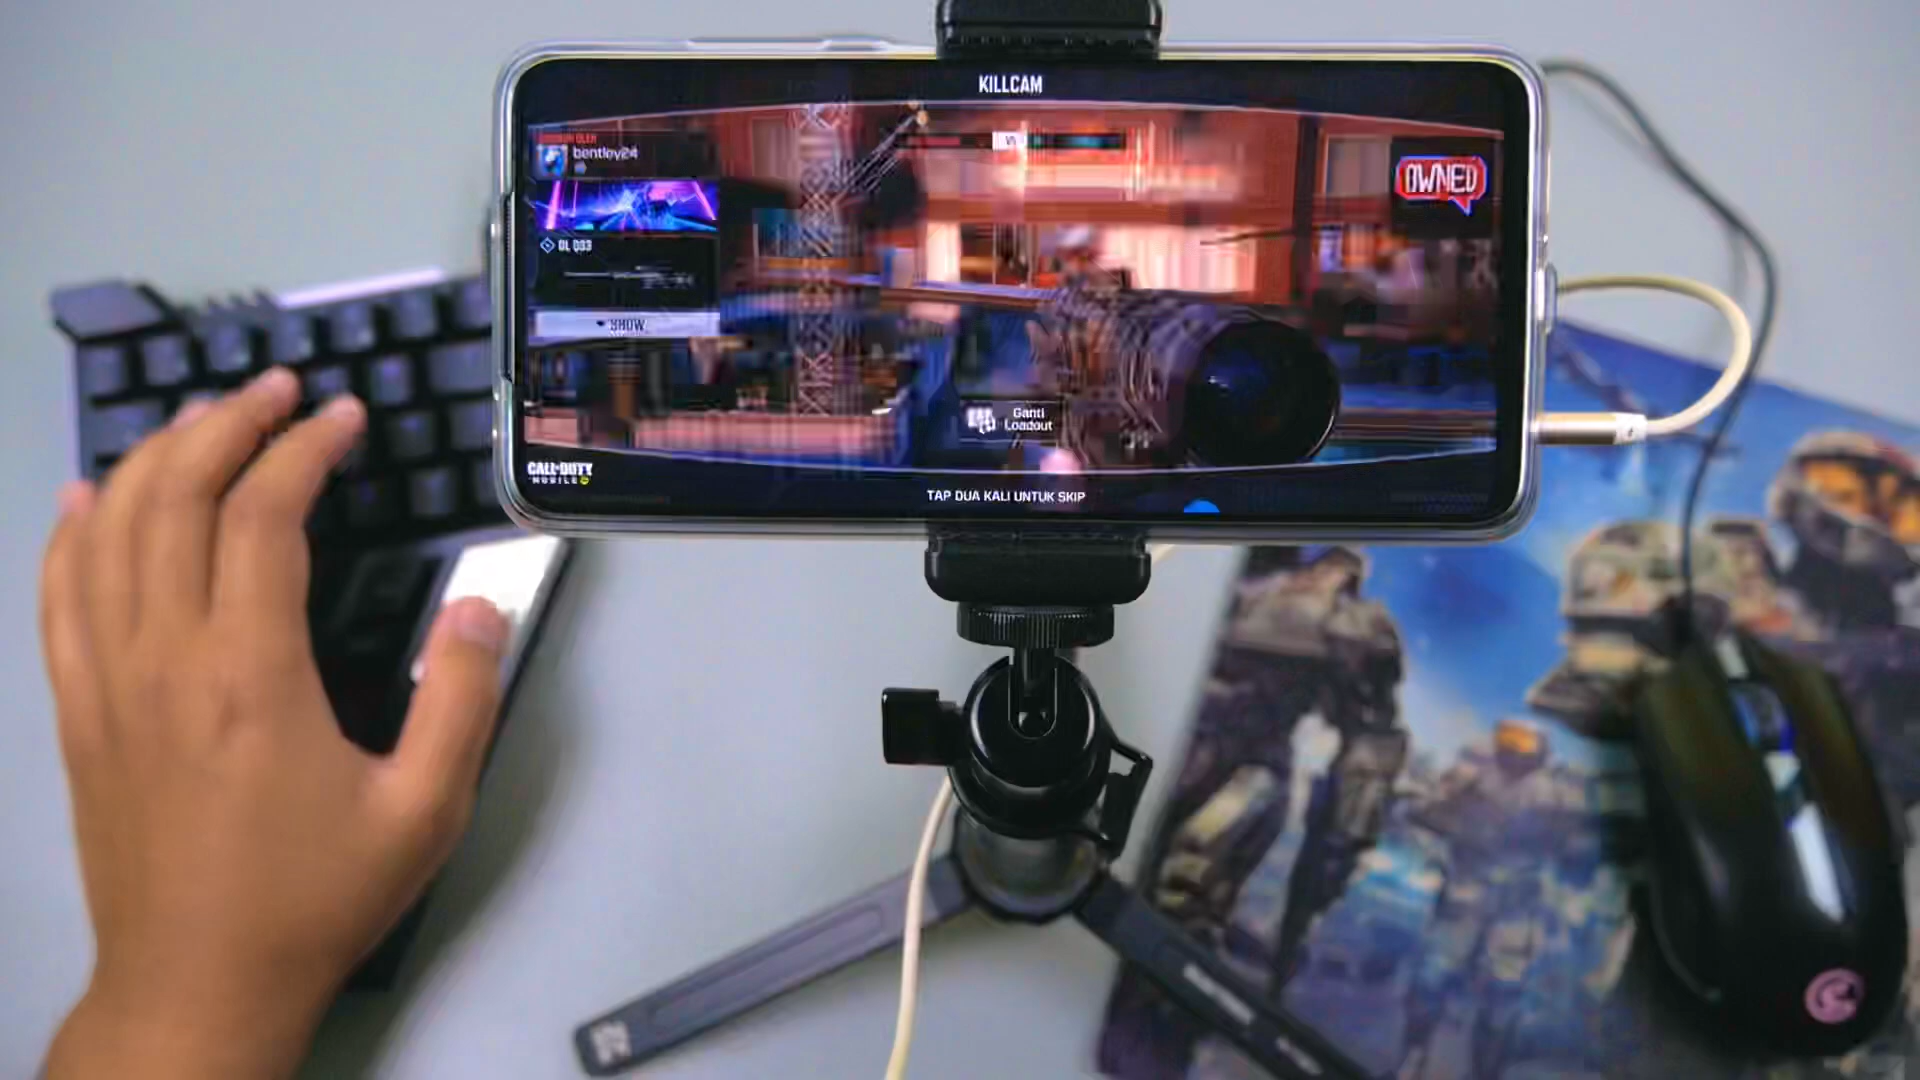 KILLCAM
bentley24
OWNED
DL Q33
SHOW
Ganti
Loadout
CALL OF DUTY
MOBILE
TAP DUA KALI UNTUK SKIP